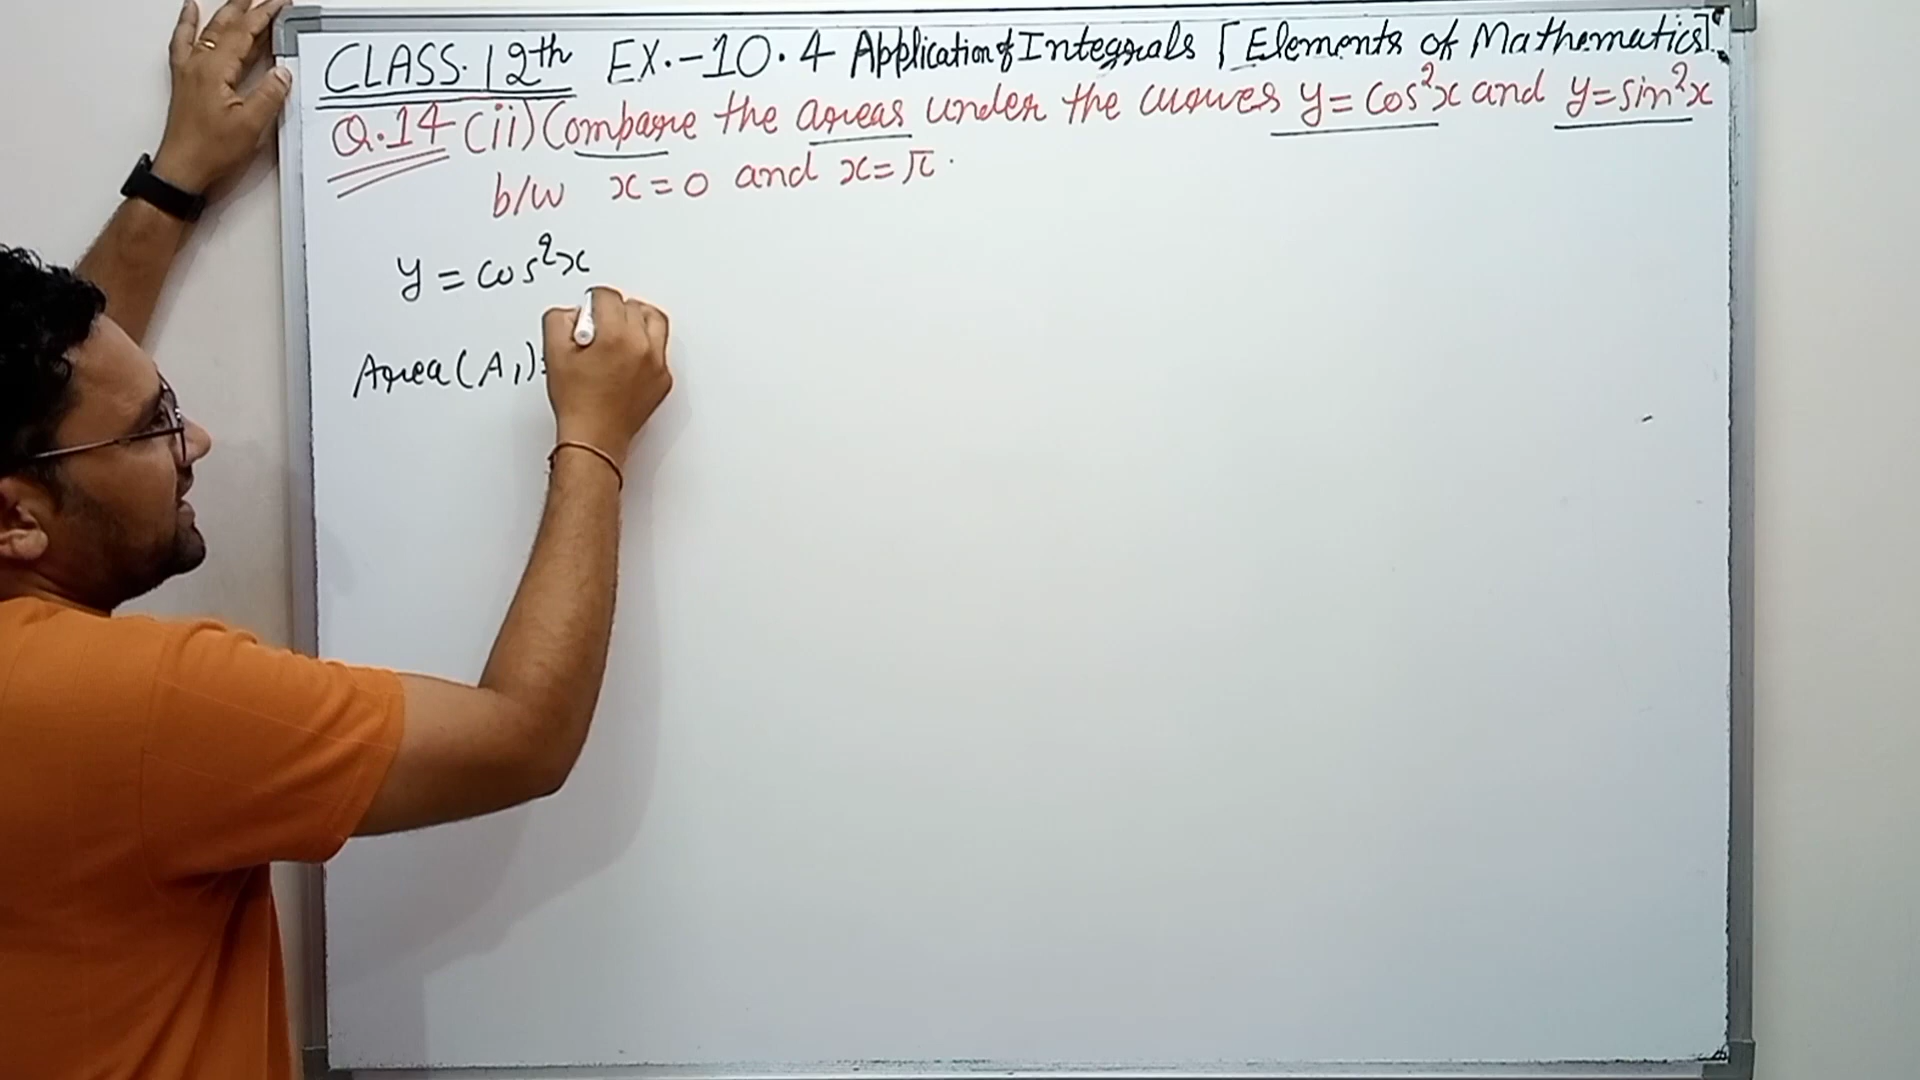 CLASS. 12th EX.-10.4 Application of Integrals [Elements of Mathematics]
Q.14 (ii) Compare the areas under the curves y=cos²x and y=sin²x
b/w x=0 and x=π.
y = cos²x
Area(A₁)=